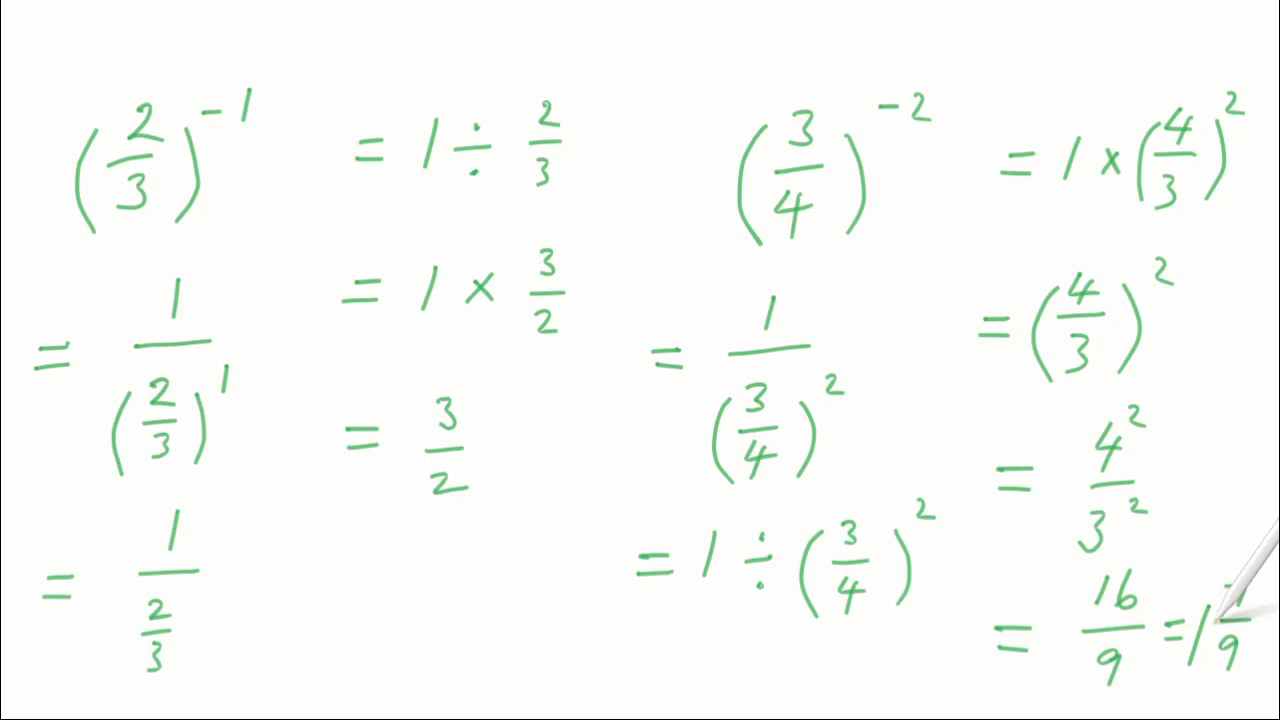 (2/3)^-1
= 1/(2/3)^1
= 1/(2/3)
= 1 ÷ 2/3
= 1 × 3/2
= 3/2
(3/4)^-2
= 1/(3/4)^2
= 1 ÷ (3/4)^2
= 1 × (4/3)^2
= (4/3)^2
= 4^2/3^2
= 16/9 = 1 /9